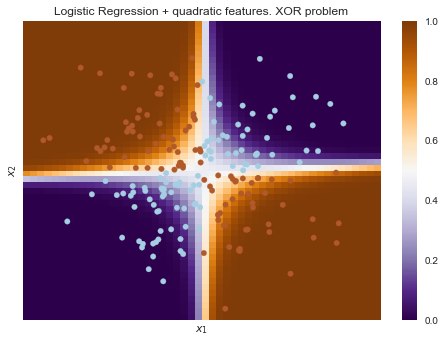 Logistic Regression + quadratic features. XOR problem
1.0
0.8
0.6
0.4
0.2
0.0
x₂
x₁